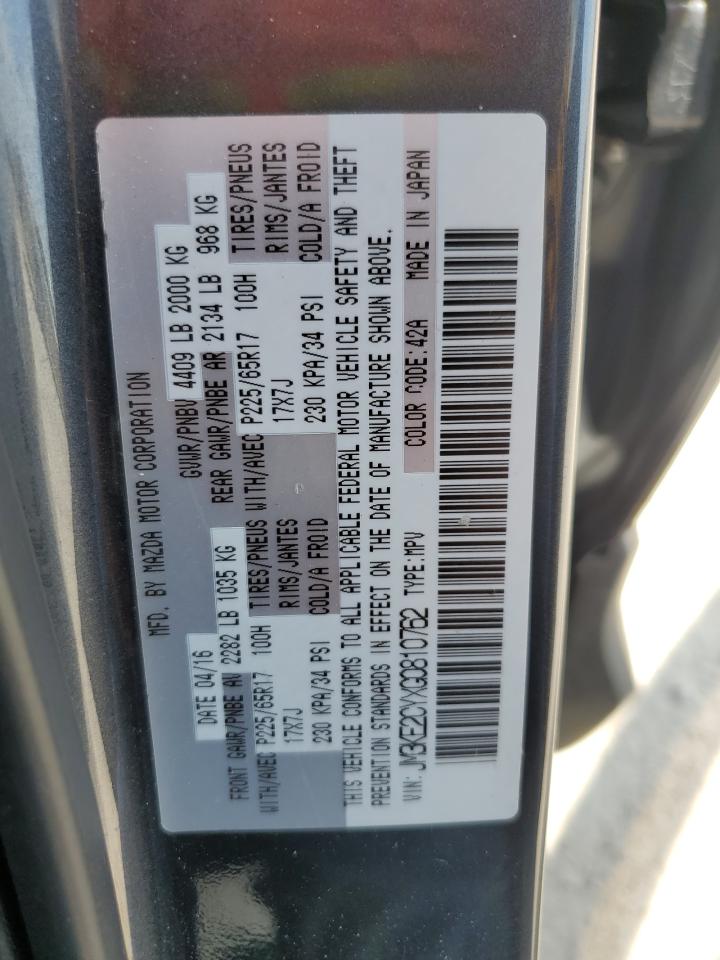 MFD. BY MAZDA MOTOR CORPORATION
DATE 04/16 GVWR/PNBV 4409 LB 2000 KG
FRONT GAWR/PNBE AV 2282 LB 1035 KG REAR GAWR/PNBE AR 2134 LB 968 KG
WITH/AVEC P225/65R17 100H TIRES/PNEUS WITH/AVEC P225/65R17 100H TIRES/PNEUS
17X7J RIMS/JANTES 17X7J RIMS/JANTES
230 KPA/34 PSI COLD/A FROID 230 KPA/34 PSI COLD/A FROID
THIS VEHICLE CONFORMS TO ALL APPLICABLE FEDERAL MOTOR VEHICLE SAFETY AND THEFT
PREVENTION STANDARDS IN EFFECT ON THE DATE OF MANUFACTURE SHOWN ABOVE.
VIN: JM3KE2CYXG0810762 TYPE:MPV COLOR CODE:42A MADE IN JAPAN